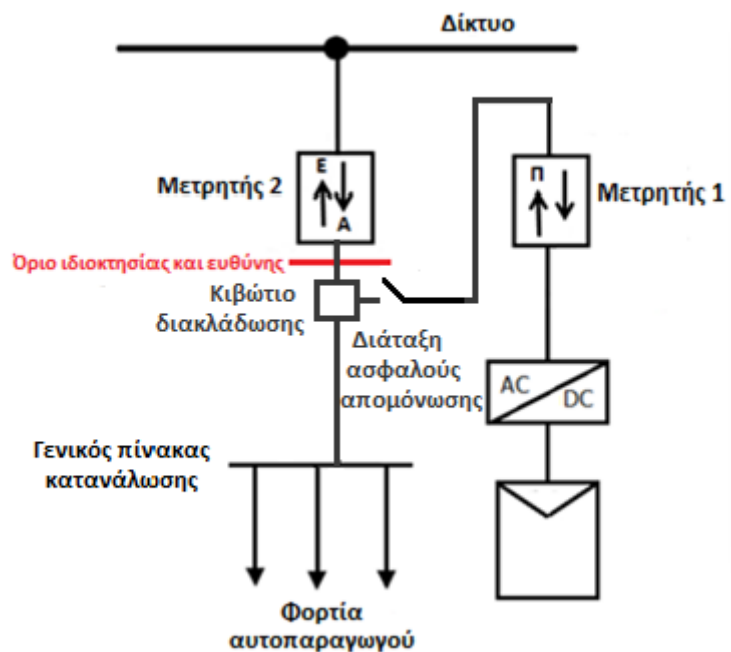 Δίκτυο
Ε
Α
Μετρητής 2
Π
Μετρητής 1
Όριο ιδιοκτησίας και ευθύνης
Κιβώτιο
διακλάδωσης
Διάταξη
ασφαλούς
απομόνωσης
AC
DC
Γενικός πίνακας
κατανάλωσης
Φορτία
αυτοπαραγωγού